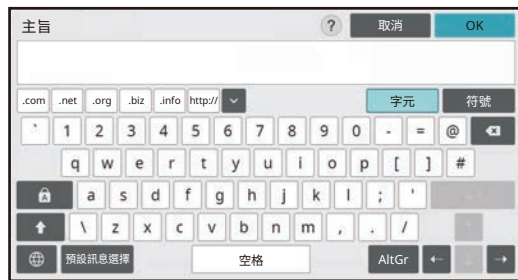 主旨 ? 取消 OK
.com .net .org .biz .info http:// 字元 符號
` 1 2 3 4 5 6 7 8 9 0 - = @
q w e r t y u i o p [ ] #
A a s d f g h j k l ; '
\ z x c v b n m , . /
預設訊息選擇 空格 AltGr ← ↓ →